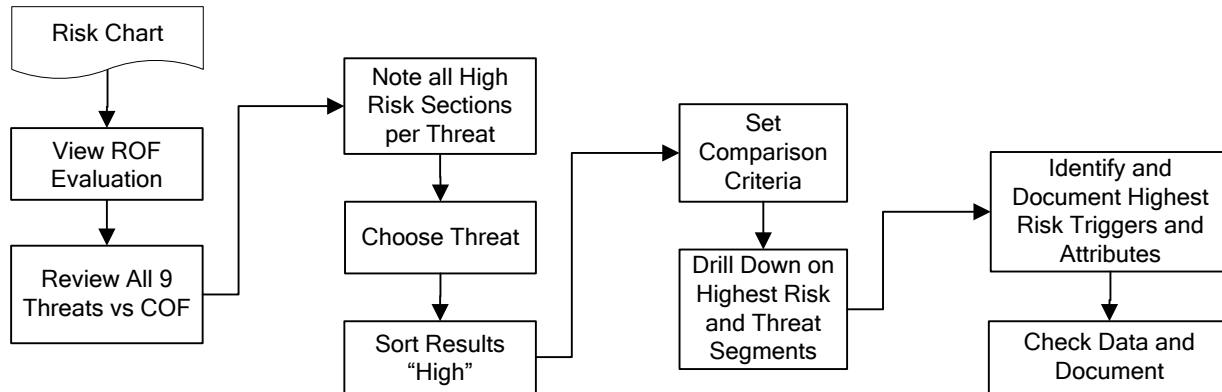 Risk Chart
View ROF
Evaluation
Review All 9
Threats vs COF
Note all High
Risk Sections
per Threat
Choose Threat
Sort Results
“High”
Set
Comparison
Criteria
Drill Down on
Highest Risk
and Threat
Segments
Identify and
Document Highest
Risk Triggers and
Attributes
Check Data and
Document